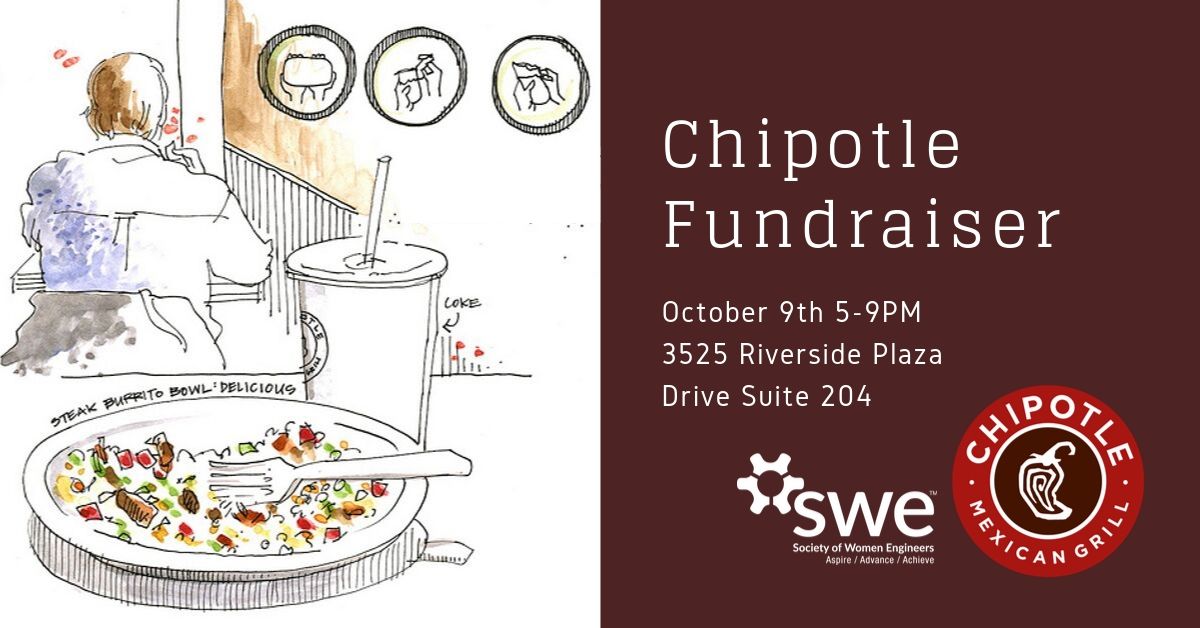 COKE
STEAK BURRITO BOWL: DELICIOUS
Chipotle
Fundraiser
October 9th 5-9PM
3525 Riverside Plaza
Drive Suite 204
swe™
Society of Women Engineers
Aspire / Advance / Achieve
CHIPOTLE
MEXICAN GRILL